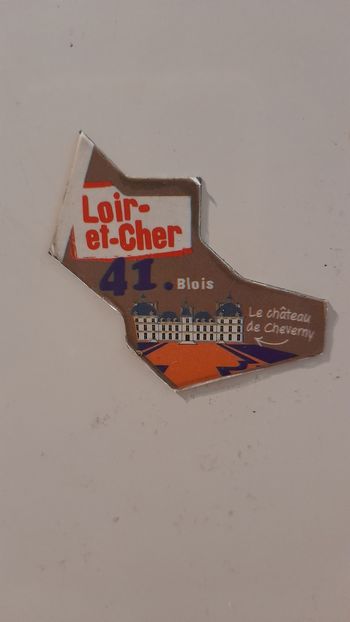 Loir-
et-Cher
41. Blois
Le château
de Cheverny